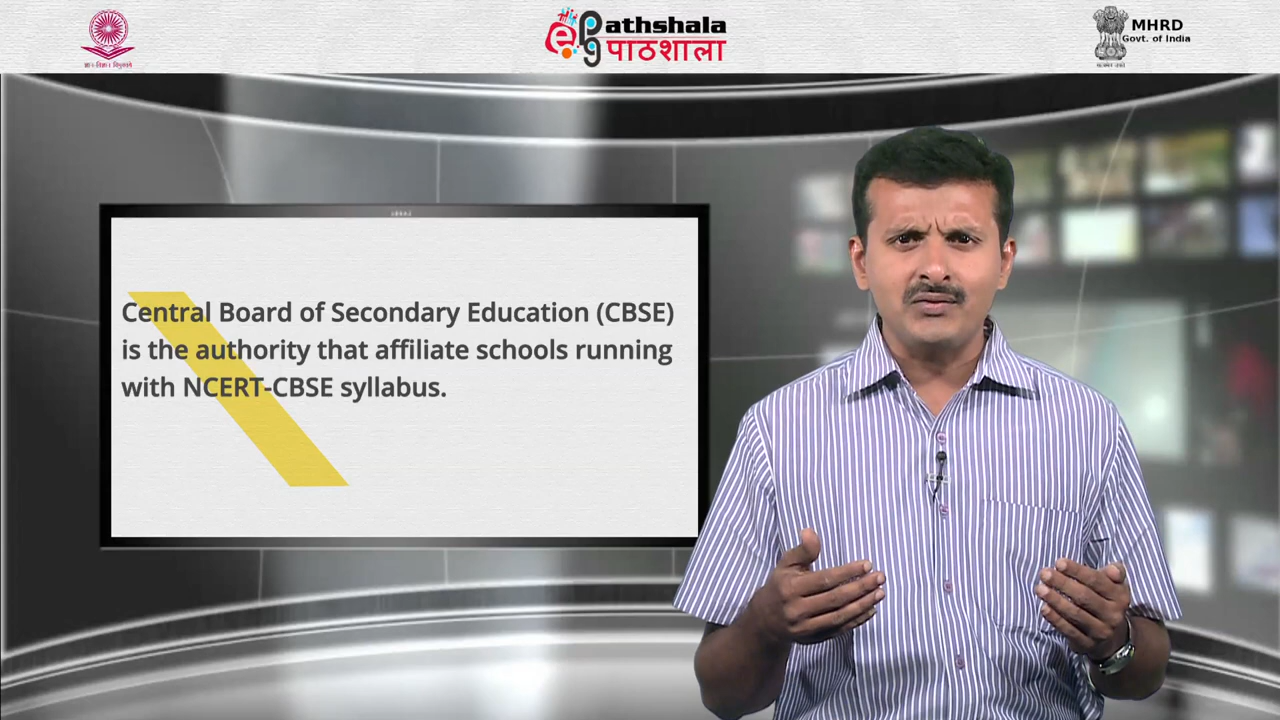 Pathshala
पाठशाला
MHRD
Govt. of India
Central Board of Secondary Education (CBSE)
is the authority that affiliate schools running
with NCERT-CBSE syllabus.